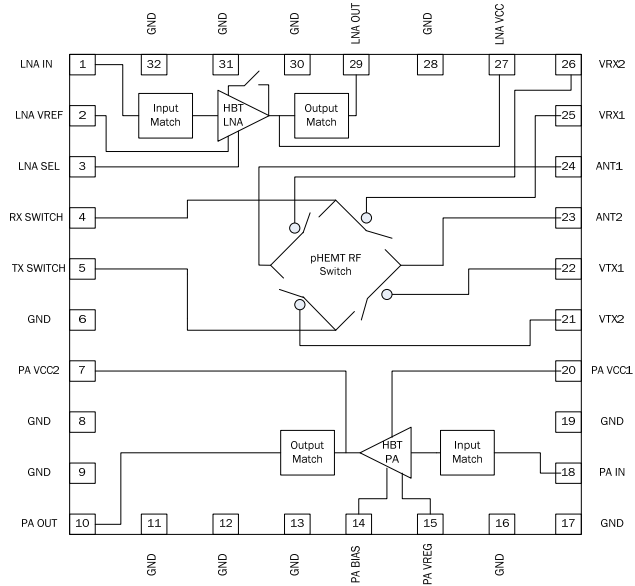 GND
GND
GND
LNA OUT
GND
LNA VCC
LNA IN
1
32
31
30
29
28
27
26
VRX2
LNA VREF
2
Input
Match
HBT
LNA
Output
Match
25
VRX1
LNA SEL
3
24
ANT1
RX SWITCH
4
23
ANT2
pHEMT RF
Switch
TX SWITCH
5
22
VTX1
GND
6
21
VTX2
PA VCC2
7
20
PA VCC1
GND
8
19
GND
Output
Match
HBT
PA
Input
Match
GND
9
18
PA IN
PA OUT
10
11
12
13
14
15
16
17
GND
GND
GND
GND
PA BIAS
PA VREG
GND